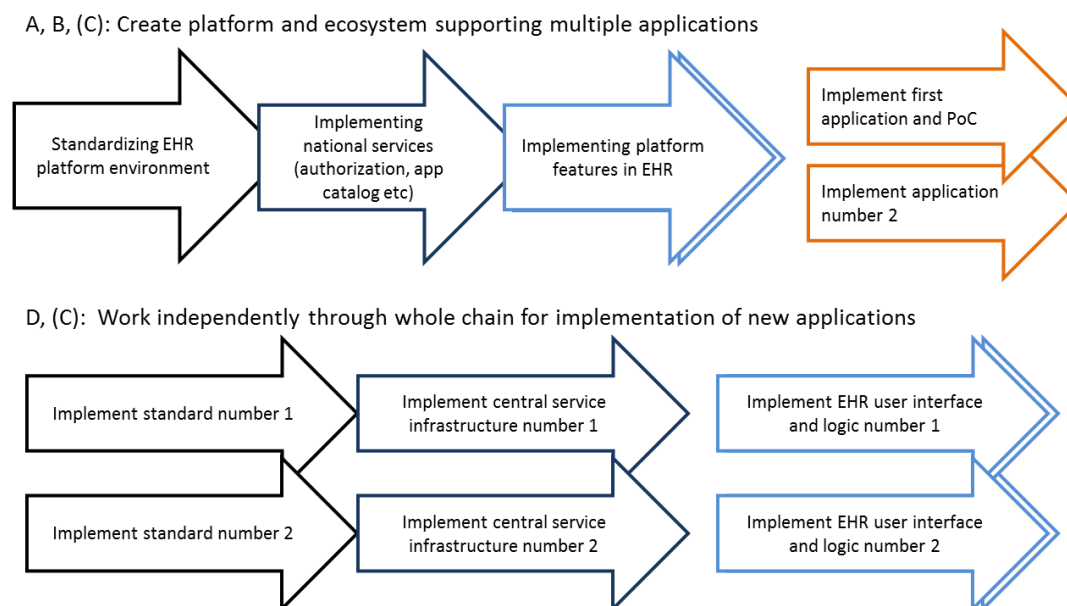 A, B, (C): Create platform and ecosystem supporting multiple applications
Standardizing EHR
platform environment
Implementing
national services
(authorization, app
catalog etc)
Implementing platform
features in EHR
Implement first
application and PoC
Implement application
number 2
D, (C):  Work independently through whole chain for implementation of new applications
Implement standard number 1
Implement central service
infrastructure number 1
Implement EHR user interface
and logic number 1
Implement standard number 2
Implement central service
infrastructure number 2
Implement EHR user interface
and logic number 2